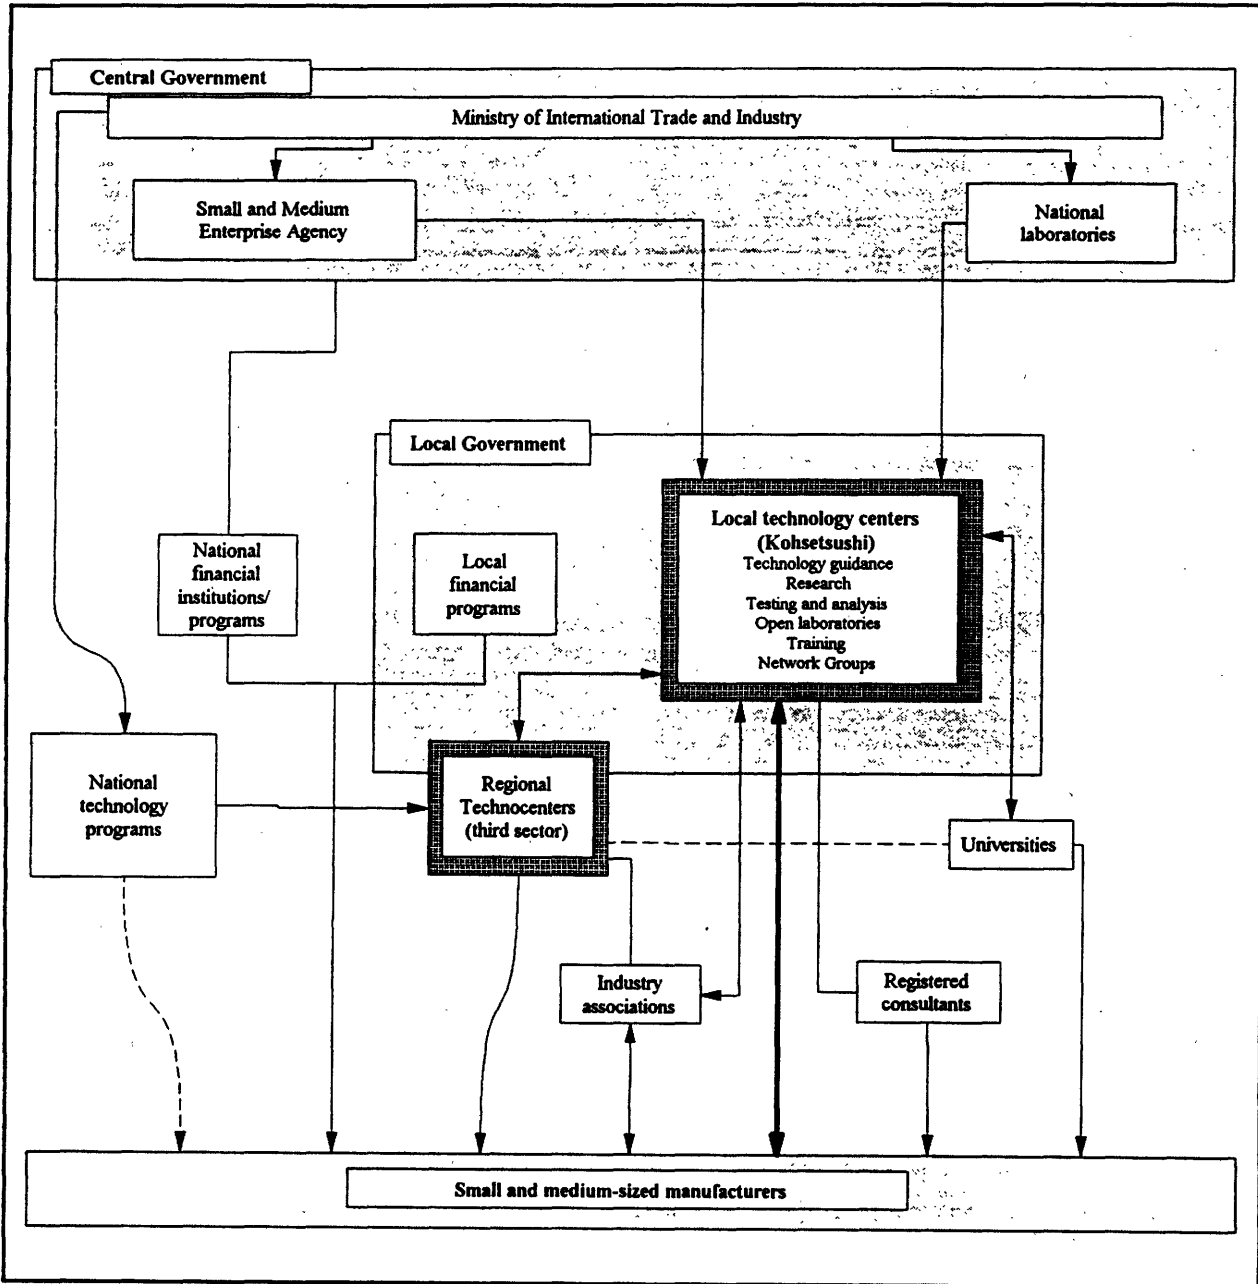 Central Government
Ministry of International Trade and Industry
Small and Medium
Enterprise Agency
National
laboratories
Local Government
Local technology centers
(Kohsetsushi)
Technology guidance
Research
Testing and analysis
Open laboratories
Training
Network Groups
National
financial
institutions/
programs
Local
financial
programs
National
technology
programs
Regional
Technocenters
(third sector)
Universities
Industry
associations
Registered
consultants
Small and medium-sized manufacturers